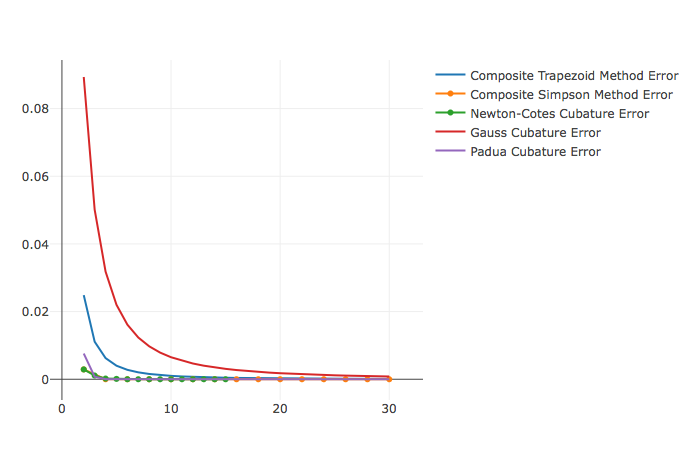 Composite Trapezoid Method Error
Composite Simpson Method Error
Newton-Cotes Cubature Error
Gauss Cubature Error
Padua Cubature Error
0.08
0.06
0.04
0.02
0
0 10 20 30